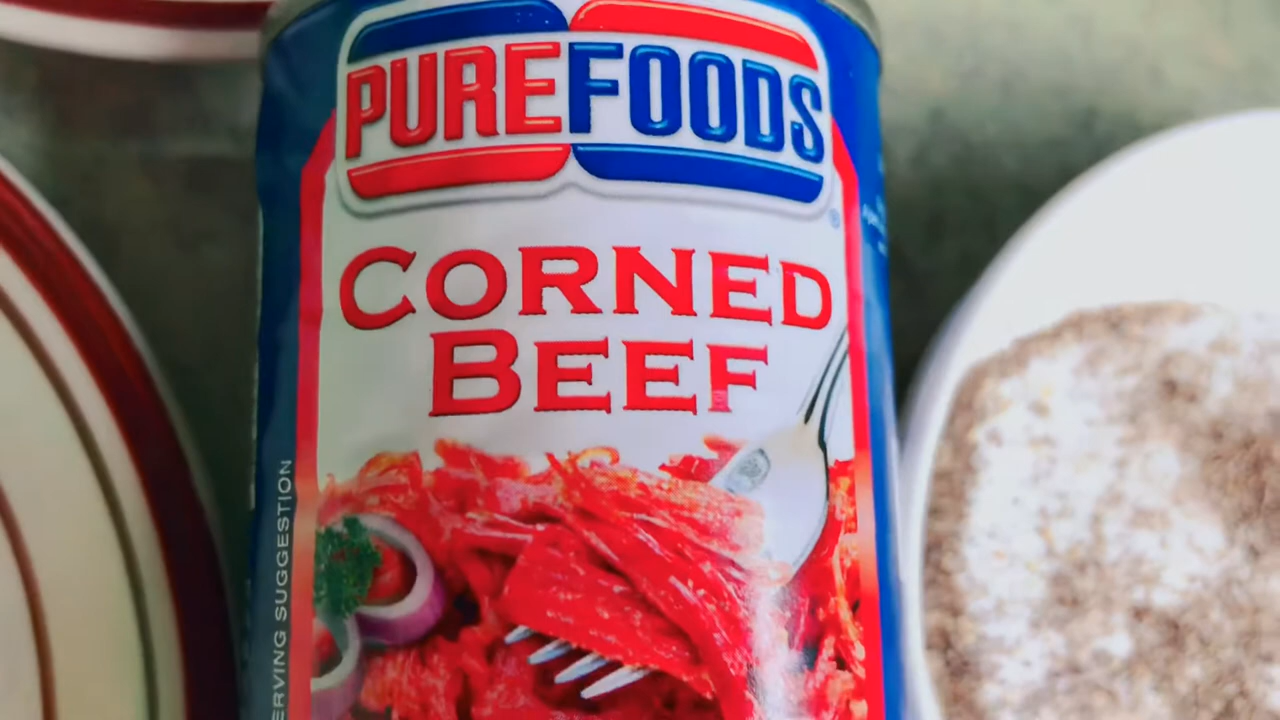 PUREFOODS
®
CORNED
BEEF
ERVING SUGGESTION